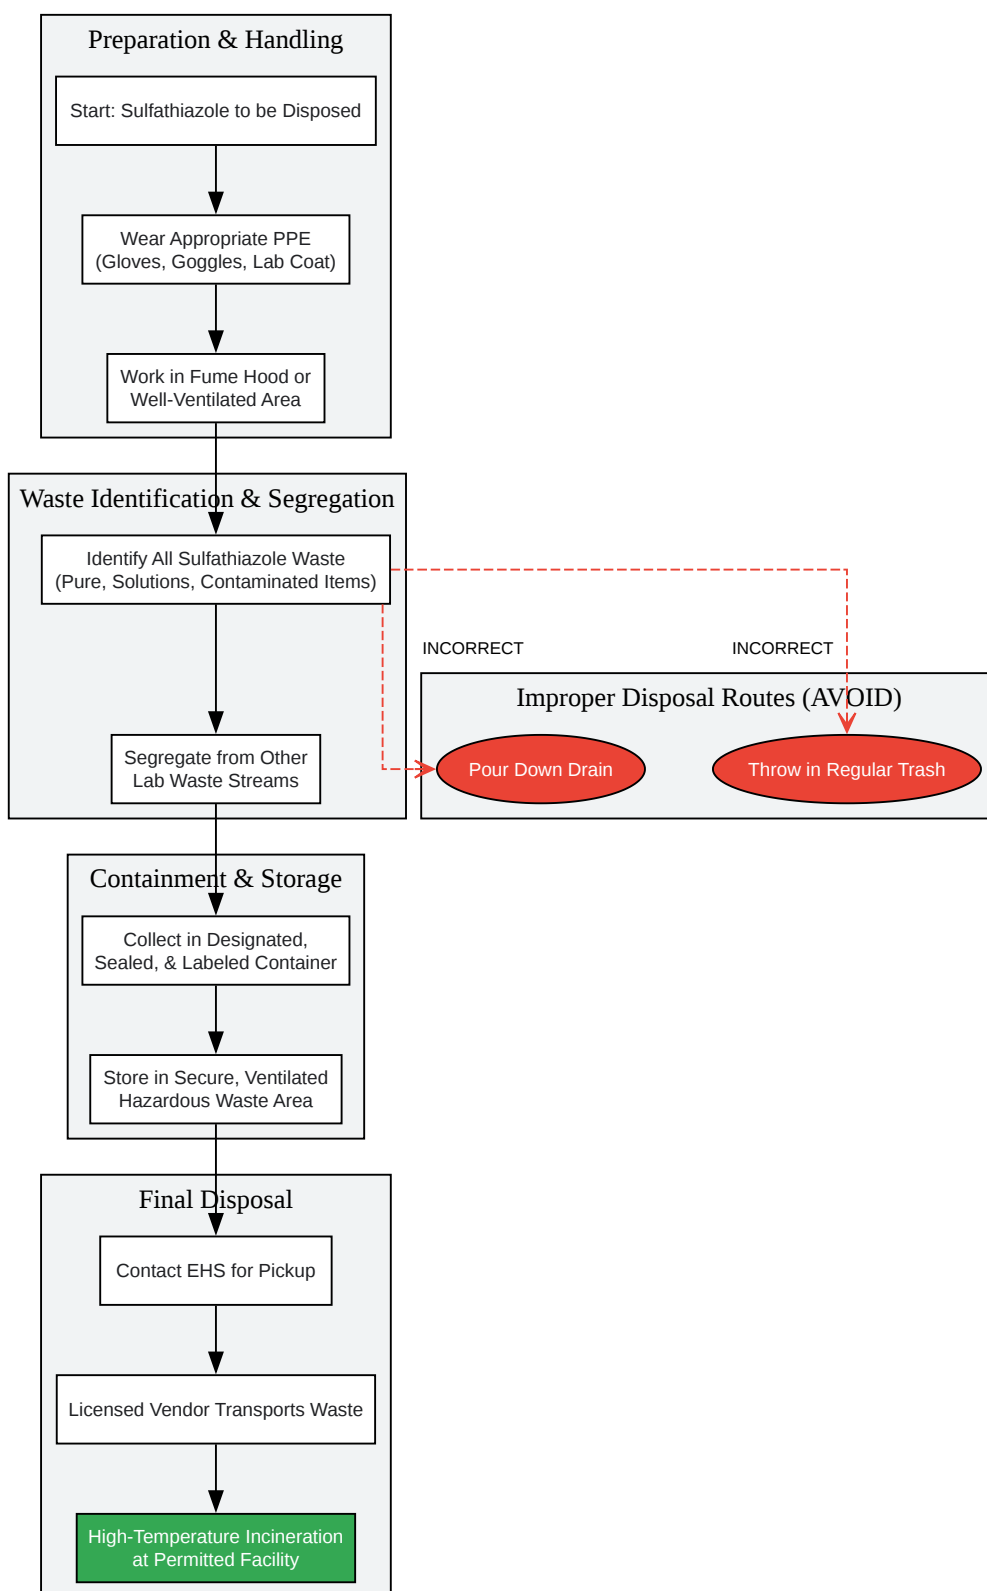 Preparation & Handling
Start: Sulfathiazole to be Disposed
Wear Appropriate PPE
(Gloves, Goggles, Lab Coat)
Work in Fume Hood or
Well-Ventilated Area
Waste Identification & Segregation
Identify All Sulfathiazole Waste
(Pure, Solutions, Contaminated Items)
INCORRECT
INCORRECT
Improper Disposal Routes (AVOID)
Segregate from Other
Lab Waste Streams
Pour Down Drain
Throw in Regular Trash
Containment & Storage
Collect in Designated,
Sealed, & Labeled Container
Store in Secure, Ventilated
Hazardous Waste Area
Final Disposal
Contact EHS for Pickup
Licensed Vendor Transports Waste
High-Temperature Incineration
at Permitted Facility